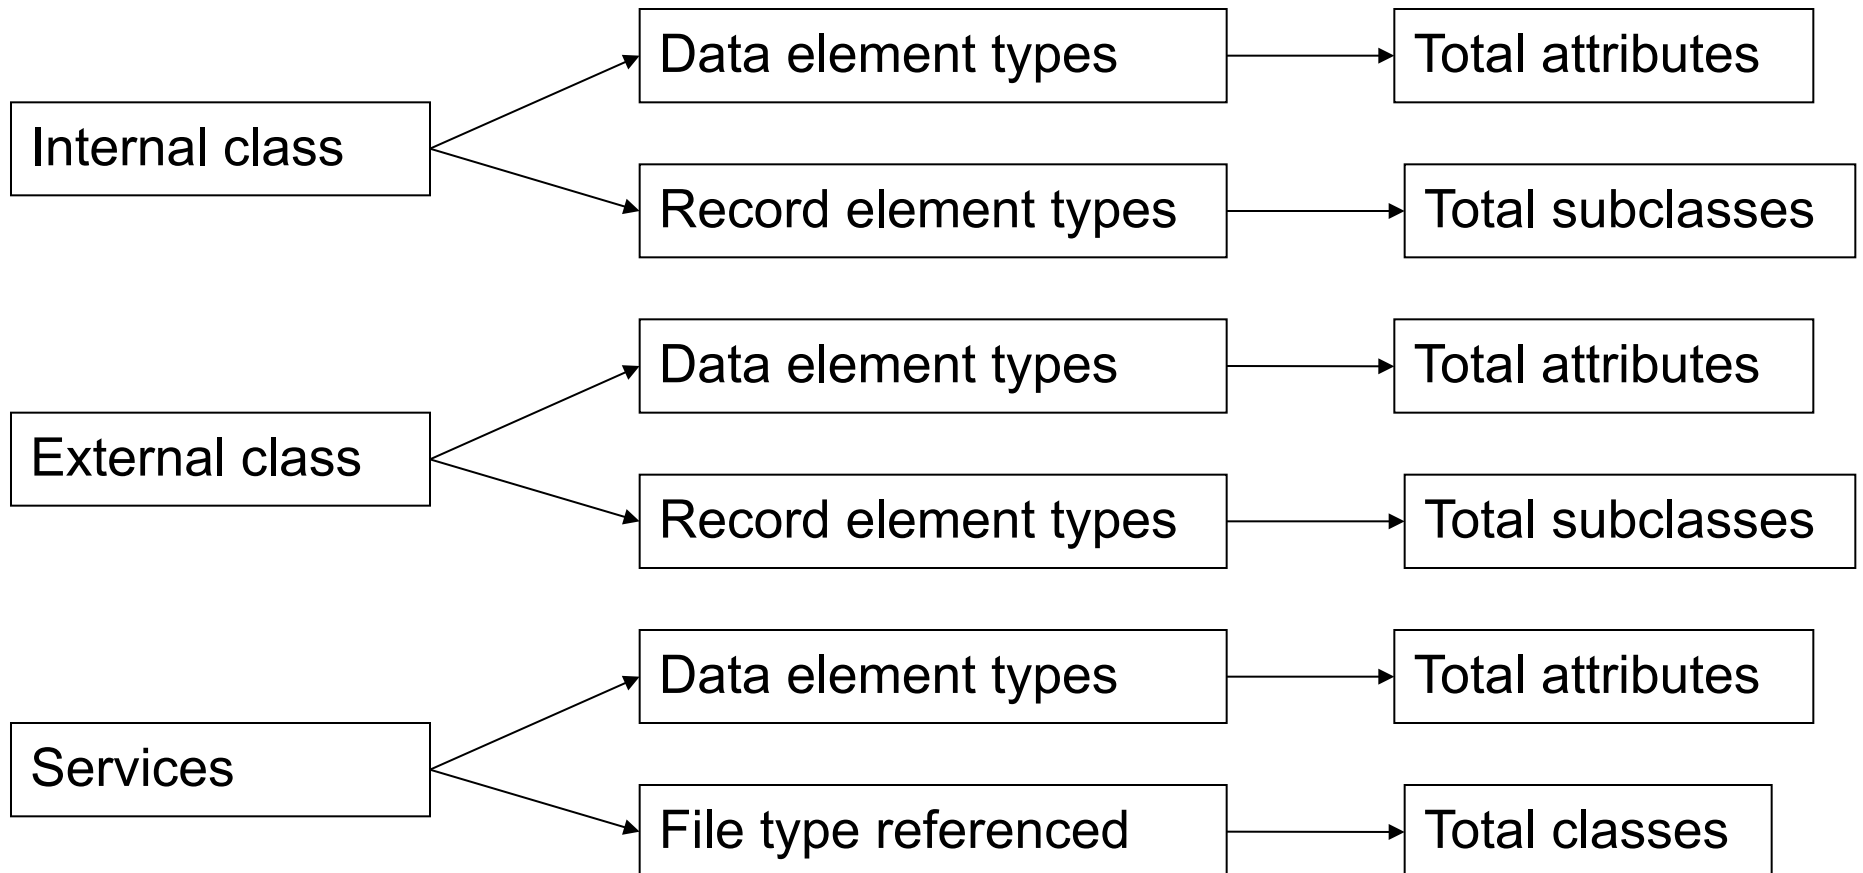 Data element types
Total attributes
Internal class
Record element types
Total subclasses
Data element types
Total attributes
External class
Record element types
Total subclasses
Data element types
Total attributes
Services
File type referenced
Total classes